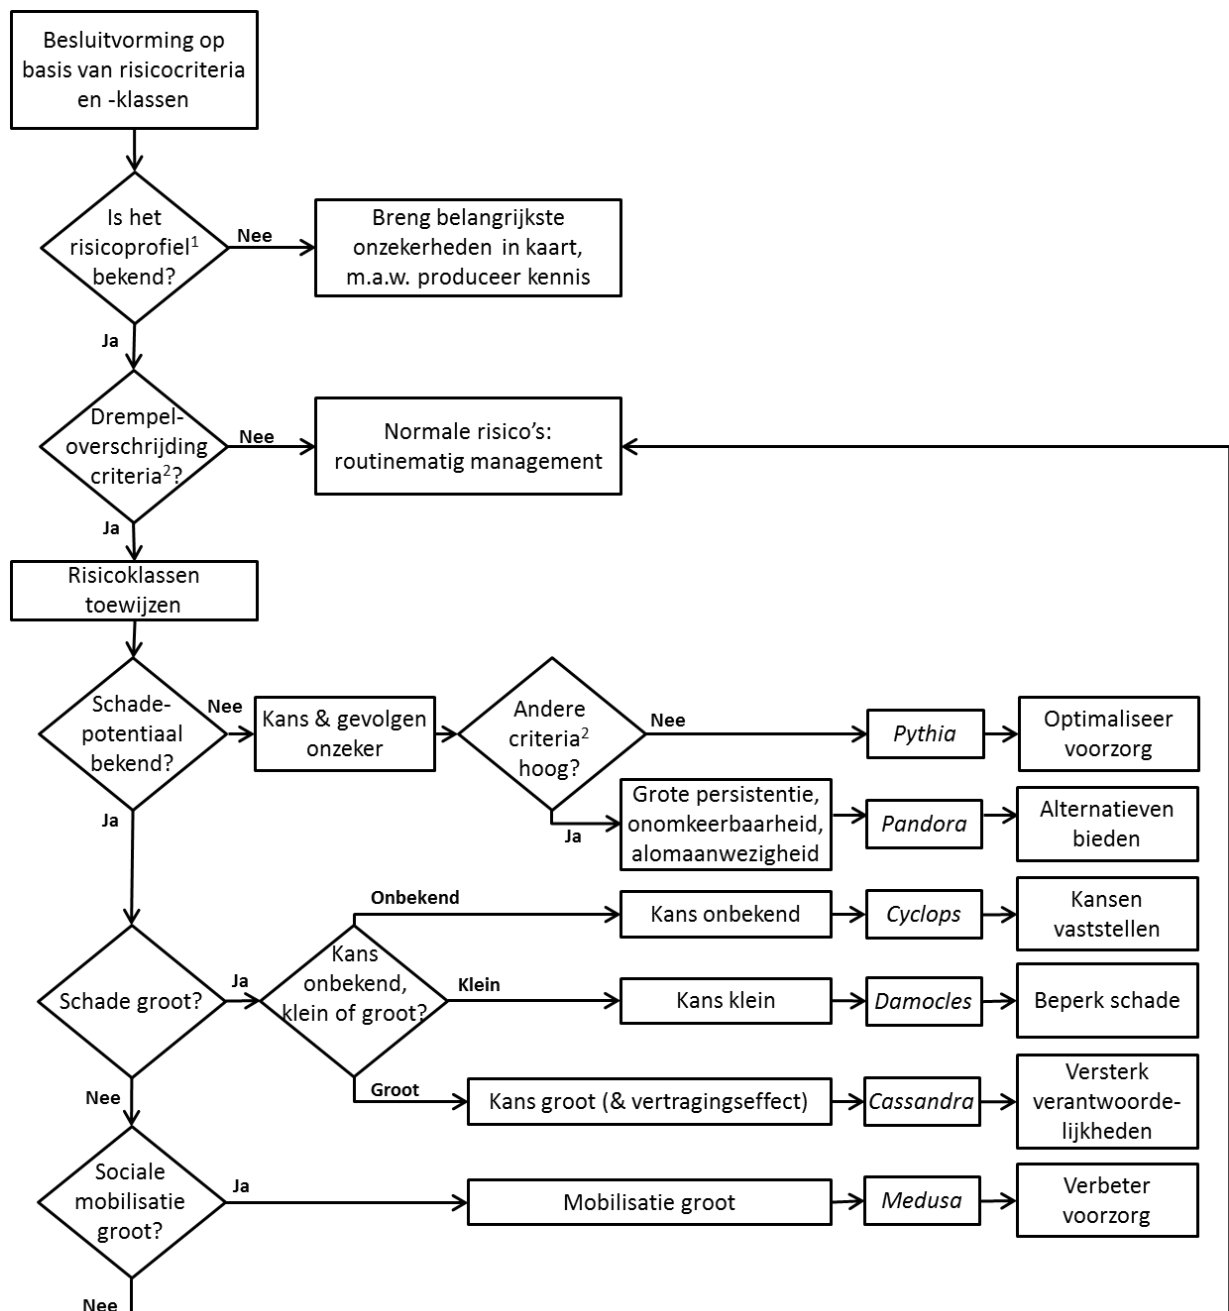 Besluitvorming op
basis van risicocriteria
en -klassen
Is het
risicoprofiel¹
bekend?
Nee
Breng belangrijkste
onzekerheden in kaart,
m.a.w. produceer kennis
Ja
Drempel-
overschrijding
criteria²?
Nee
Normale risico’s:
routinematig management
Ja
Risicoklassen
toewijzen
Schade-
potentiaal
bekend?
Nee
Kans & gevolgen
onzeker
Andere
criteria²
hoog?
Nee
Pythia
Optimaliseer
voorzorg
Ja
Grote persistentie,
onomkeerbaarheid,
alomaanwezigheid
Pandora
Alternatieven
bieden
Ja
Schade groot?
Ja
Kans
onbekend,
klein of groot?
Onbekend
Kans onbekend
Cyclops
Kansen
vaststellen
Klein
Kans klein
Damocles
Beperk schade
Groot
Kans groot (& vertragingseffect)
Cassandra
Versterk
verantwoorde-
lijkheden
Nee
Sociale
mobilisatie
groot?
Ja
Mobilisatie groot
Medusa
Verbeter
voorzorg
Nee